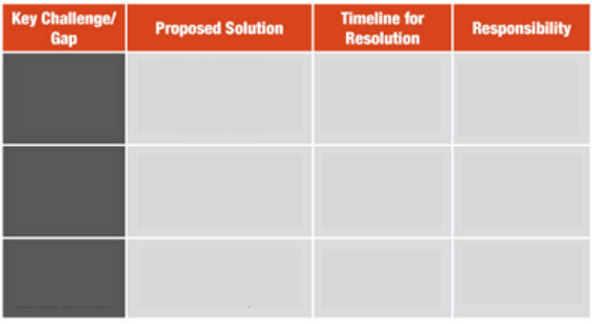 Key Challenge/
Gap
Proposed Solution
Timeline for
Resolution
Responsibility